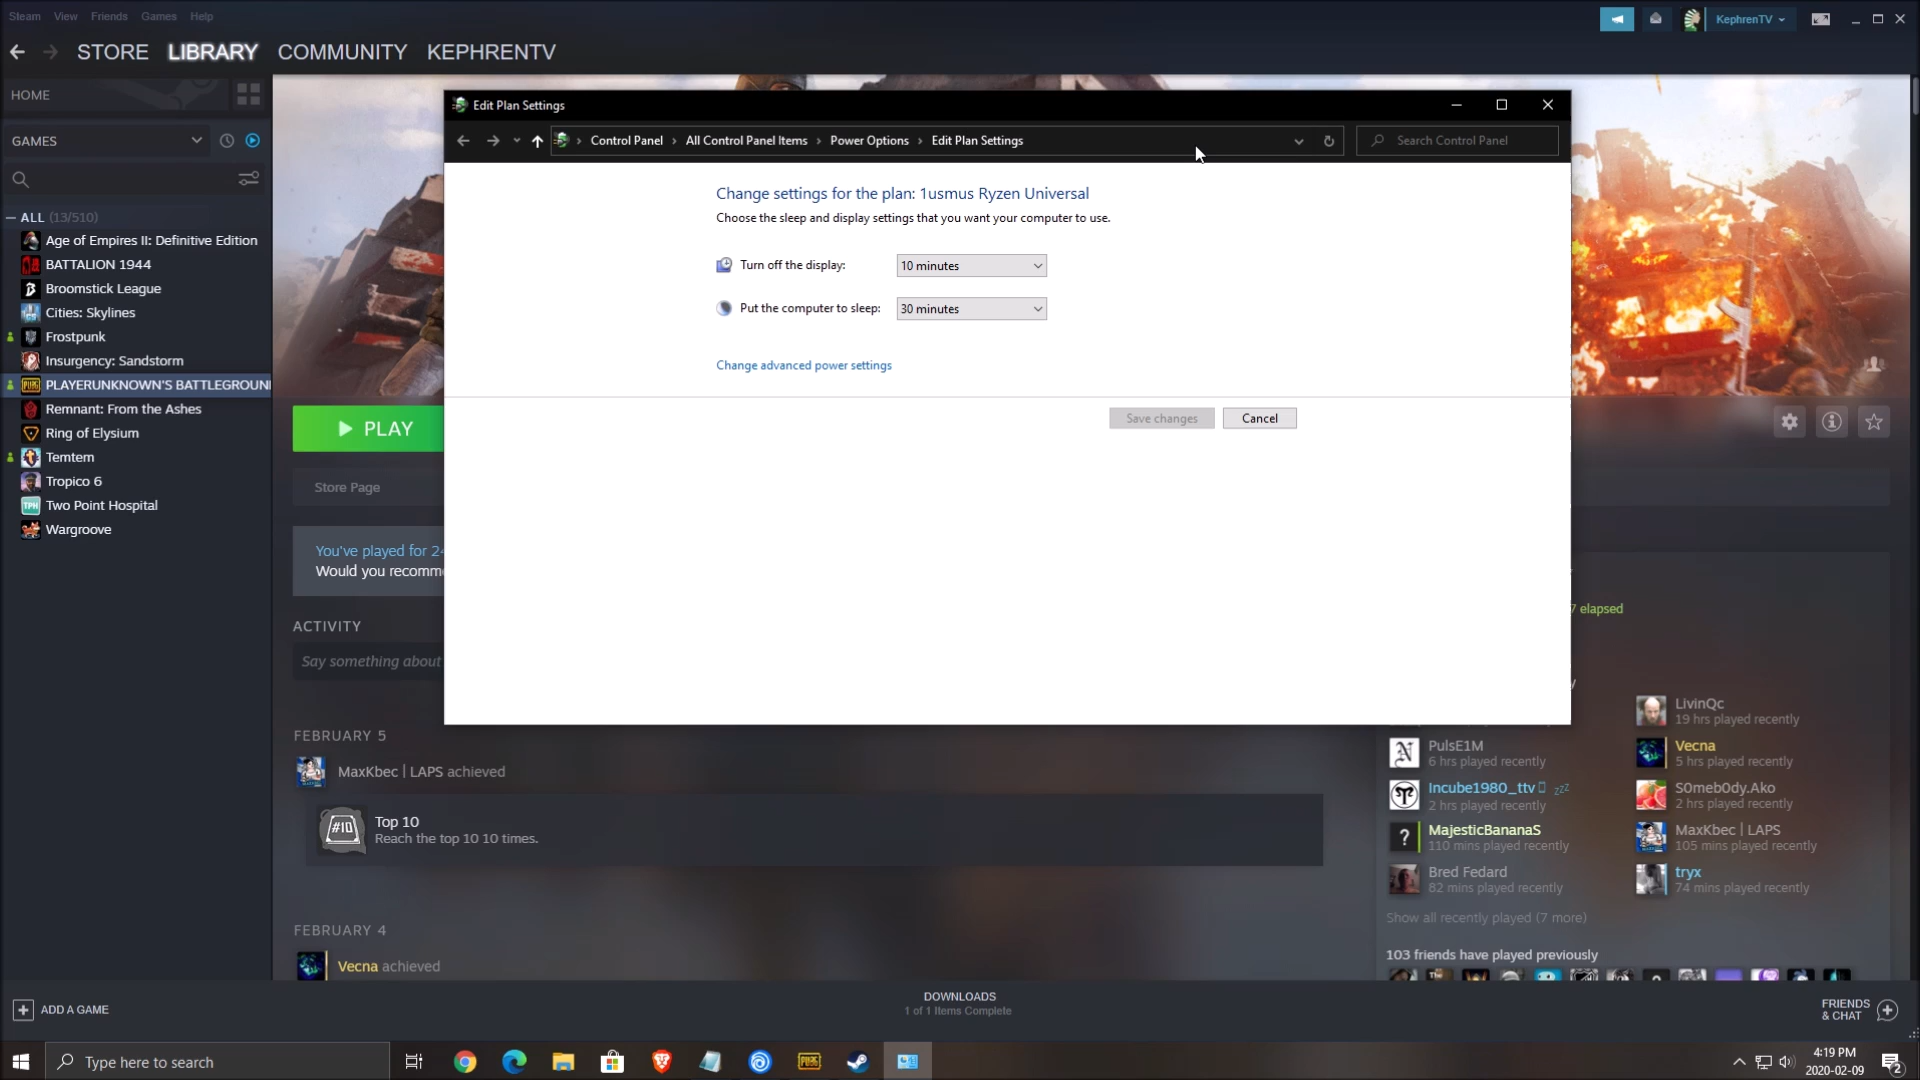 Steam View Friends Games Help
KephrenTV
STORE LIBRARY COMMUNITY KEPHRENTV
HOME
GAMES
ALL (13/510)
Age of Empires II: Definitive Edition
BATTALION 1944
Broomstick League
Cities: Skylines
Frostpunk
Insurgency: Sandstorm
PLAYERUNKNOWN'S BATTLEGROUN
Remnant: From the Ashes
Ring of Elysium
Temtem
Tropico 6
TPH Two Point Hospital
Wargroove
Edit Plan Settings
Control Panel > All Control Panel Items > Power Options > Edit Plan Settings
Search Control Panel
Change settings for the plan: 1usmus Ryzen Universal
Choose the sleep and display settings that you want your computer to use.
Turn off the display: 10 minutes
Put the computer to sleep: 30 minutes
Change advanced power settings
Save changes Cancel
PLAY
Store Page
You've played for 2
Would you recomm
ACTIVITY
Say something about
FEBRUARY 5
MaxKbec | LAPS achieved
#10
Top 10
Reach the top 10 10 times.
FEBRUARY 4
Vecna achieved
7 elapsed
LivinQc
19 hrs played recently
PulsE1M
6 hrs played recently
Vecna
5 hrs played recently
Incube1980_ttv zzZ
2 hrs played recently
S0meb0dy.Ako
2 hrs played recently
MajesticBananaS
110 mins played recently
MaxKbec | LAPS
105 mins played recently
Bred Fedard
82 mins played recently
tryx
74 mins played recently
Show all recently played (7 more)
103 friends have played previously
ADD A GAME
DOWNLOADS
1 of 1 Items Complete
FRIENDS
& CHAT
Type here to search
4:19 PM
2020-02-09
2